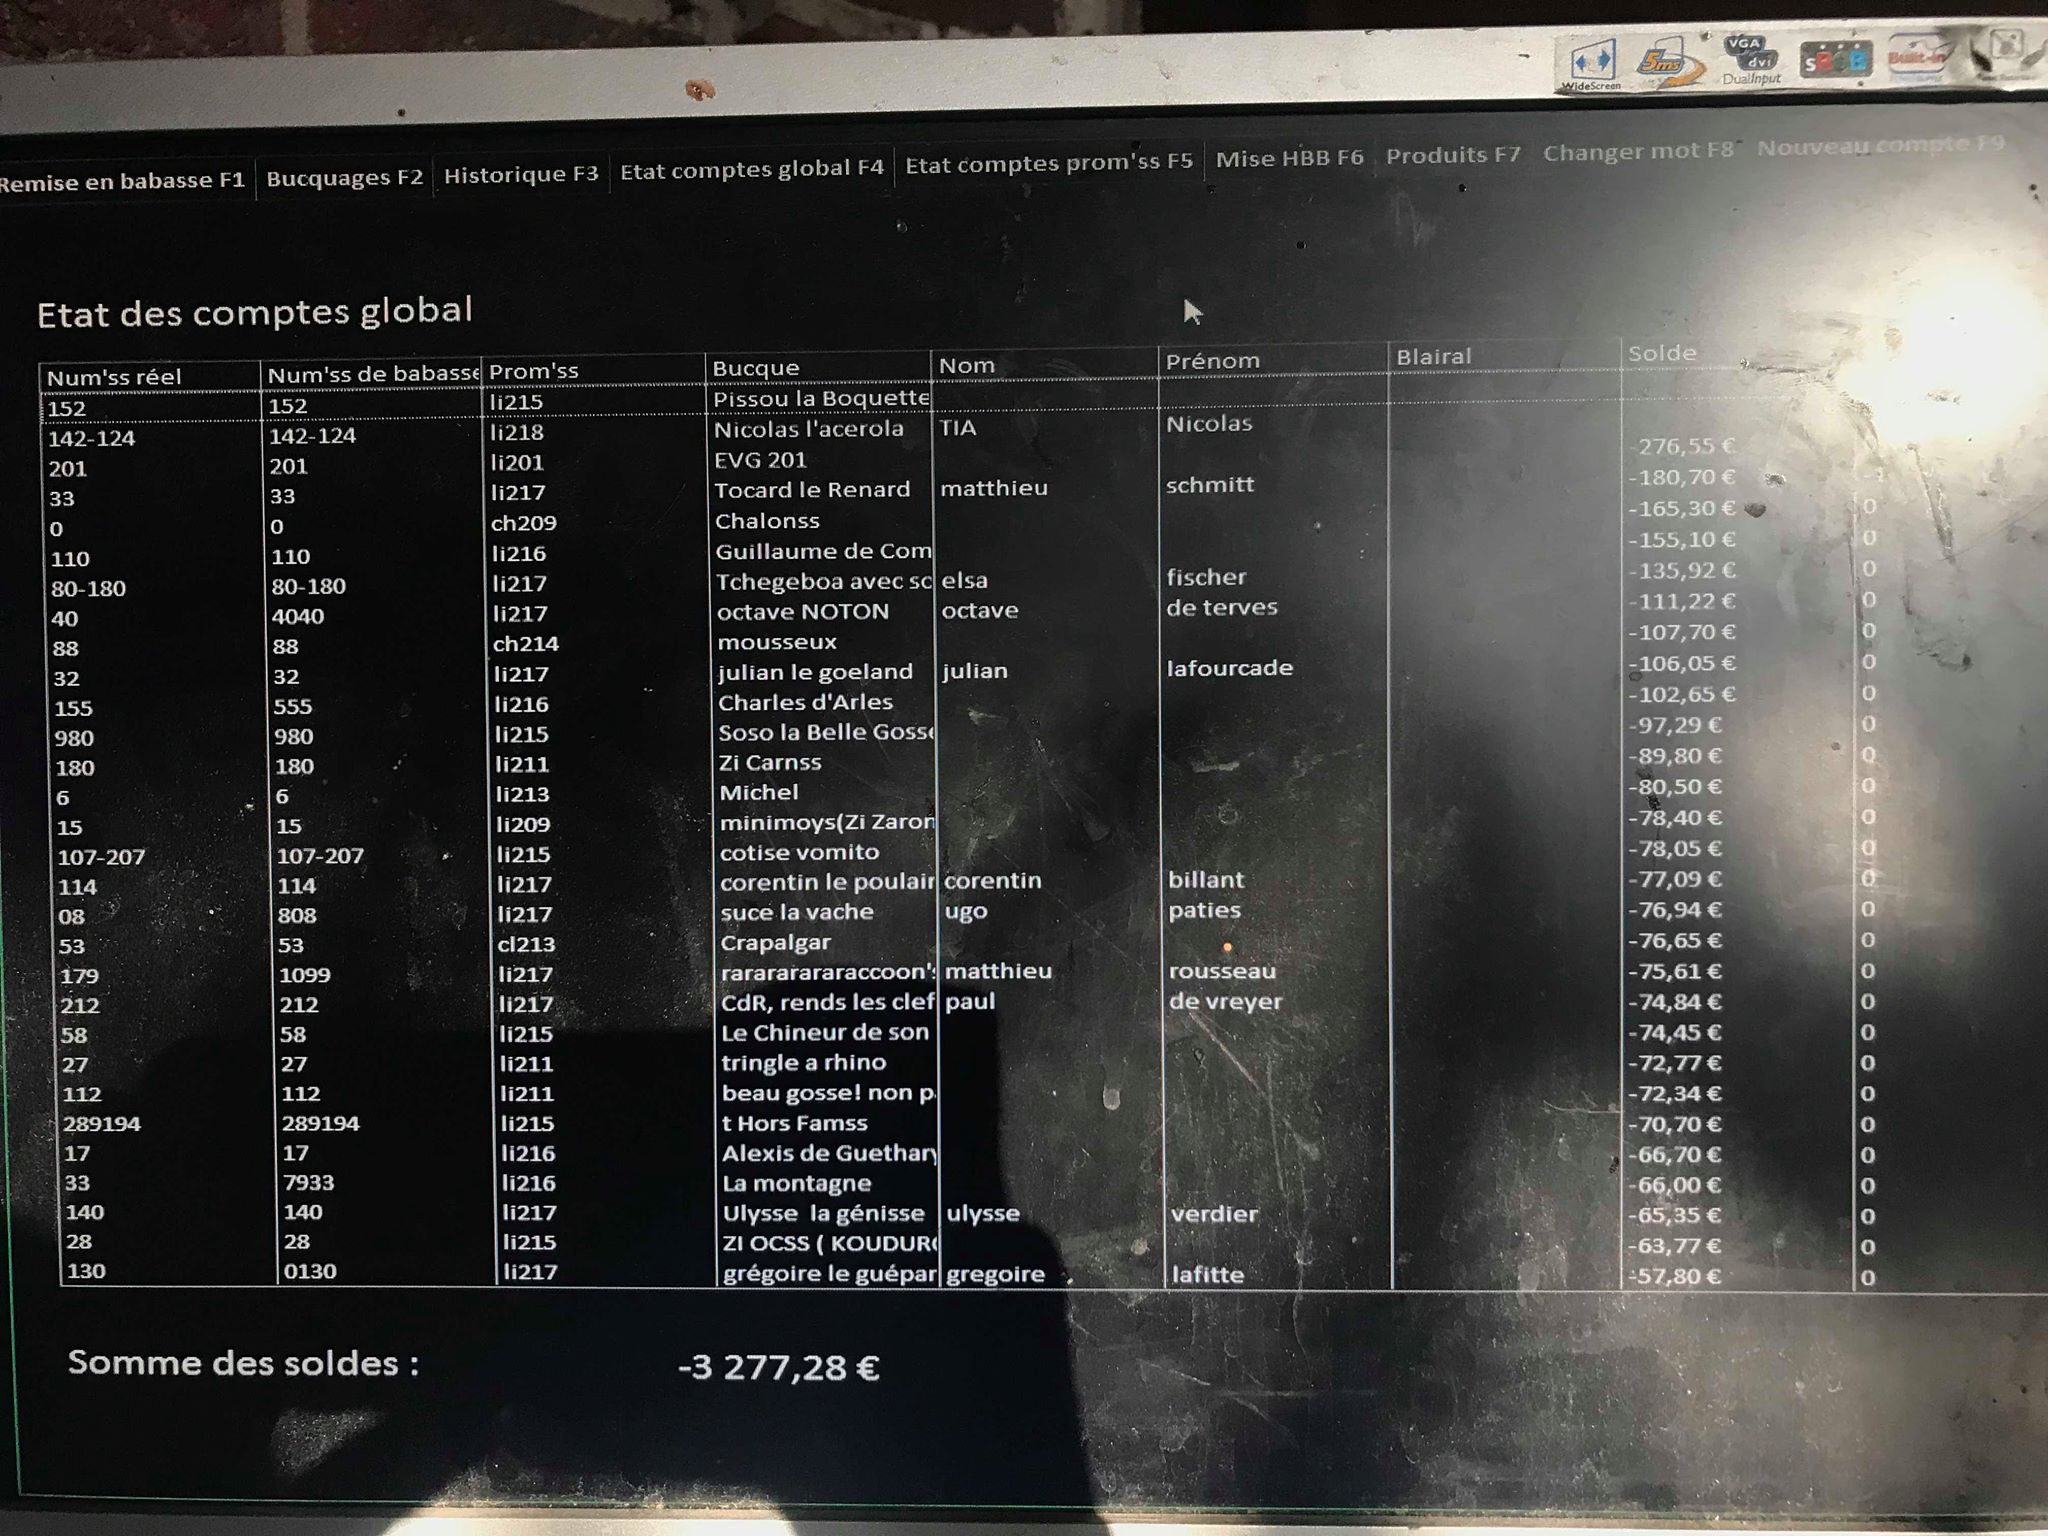 WideScreen 5ms VGA dvi DualInput sRGB Built-in
Remise en babasse F1 Bucquages F2 Historique F3 Etat comptes global F4 Etat comptes prom'ss F5 Mise HBB F6 Produits F7 Changer mot F8 Nouveau compte F9
Etat des comptes global
Num'ss réel Num'ss de babasse Prom'ss Bucque Nom Prénom Blairal Solde
152 152 li215 Pissou la Boquette
142-124 142-124 li218 Nicolas l'acerola TIA Nicolas
201 201 li201 EVG 201 -276,55 €
33 33 li217 Tocard le Renard matthieu schmitt -180,70 €
0 0 ch209 Chalonss -165,30 € 0
110 110 li216 Guillaume de Com -155,10 € 0
80-180 80-180 li217 Tchegeboa avec sc elsa fischer -135,92 € 0
40 4040 li217 octave NOTON octave de terves -111,22 € 0
88 88 ch214 mousseux -107,70 € 0
32 32 li217 julian le goeland julian lafourcade -106,05 € 0
155 555 li216 Charles d'Arles -102,65 € 0
980 980 li215 Soso la Belle Gosse -97,29 € 0
180 180 li211 Zi Carnss -89,80 € 0
6 6 li213 Michel -80,50 € 0
15 15 li209 minimoys(Zi Zaron -78,40 € 0
107-207 107-207 li215 cotise vomito -78,05 € 0
114 114 li217 corentin le poulain corentin billant -77,09 € 0
08 808 li217 suce la vache ugo paties -76,94 € 0
53 53 cl213 Crapalgar -76,65 € 0
179 1099 li217 rararararararaccoon's matthieu rousseau -75,61 € 0
212 212 li217 CdR, rends les clef paul de vreyer -74,84 € 0
58 58 li215 Le Chineur de son -74,45 € 0
27 27 li211 tringle a rhino -72,77 € 0
112 112 li211 beau gosse! non p -72,34 € 0
289194 289194 li215 t Hors Famss -70,70 € 0
17 17 li216 Alexis de Guethary -66,70 € 0
33 7933 li216 La montagne -66,00 € 0
140 140 li217 Ulysse la génisse ulysse verdier -65,35 € 0
28 28 li215 ZI OCSS ( KOUDURO -63,77 € 0
130 0130 li217 grégoire le guépar gregoire lafitte -57,80 € 0
Somme des soldes : -3 277,28 €